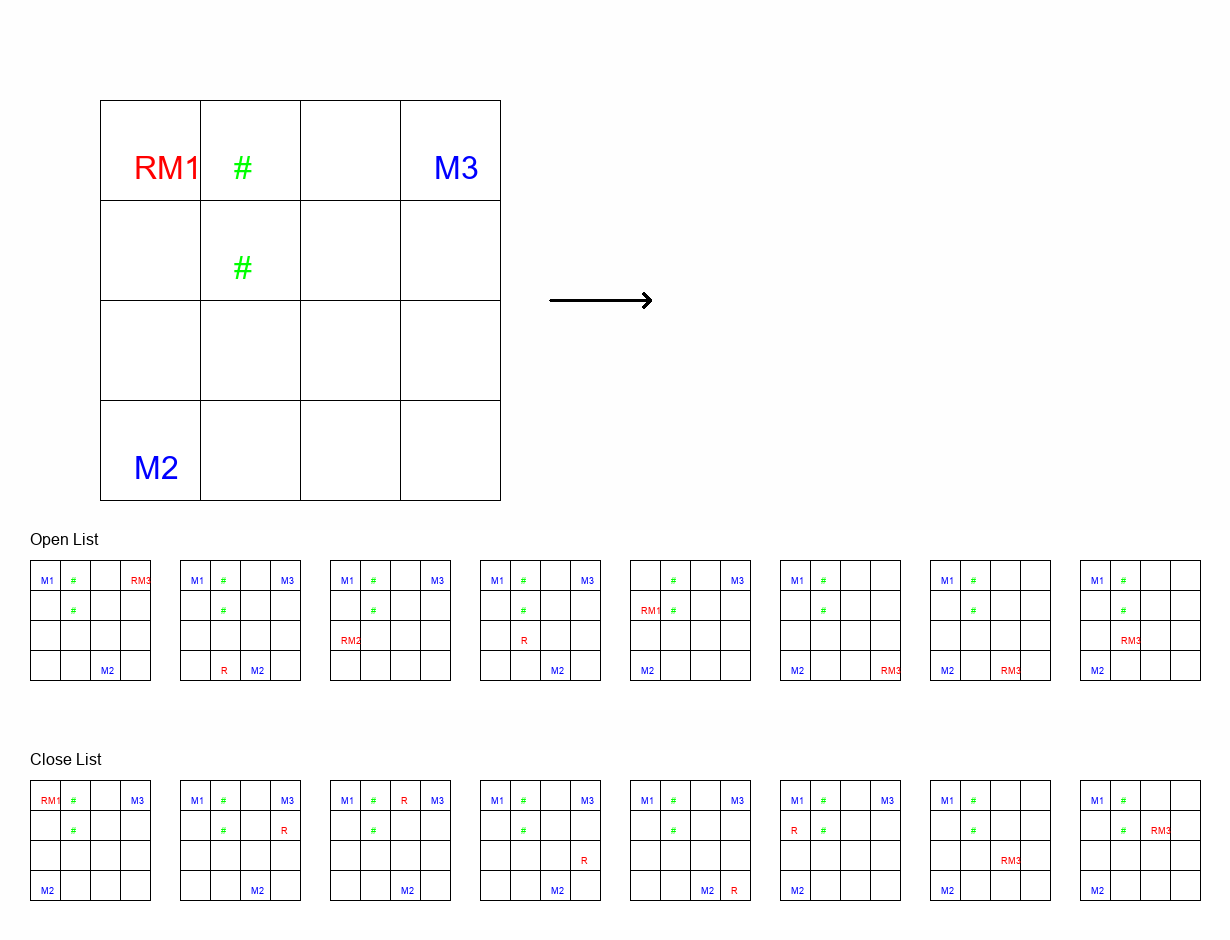 RM1 # M3
#
M2
Open List
M1 # RM3 M1 # M3 M1 # M3 M1 # M3 # M3 M1 # M1 # M1 #
# # # # RM1 # # # #
RM2 R RM3
M2 R M2 M2 M2 M2 RM3 M2 RM3 M2
Close List
RM1 # M3 M1 # M3 M1 # R M3 M1 # M1 # M3 M1 # M3 M1 # M1 #
# # R # # # R # # # RM3
R RM3
M2 M2 M2 M2 M2 R M2 M2 M2